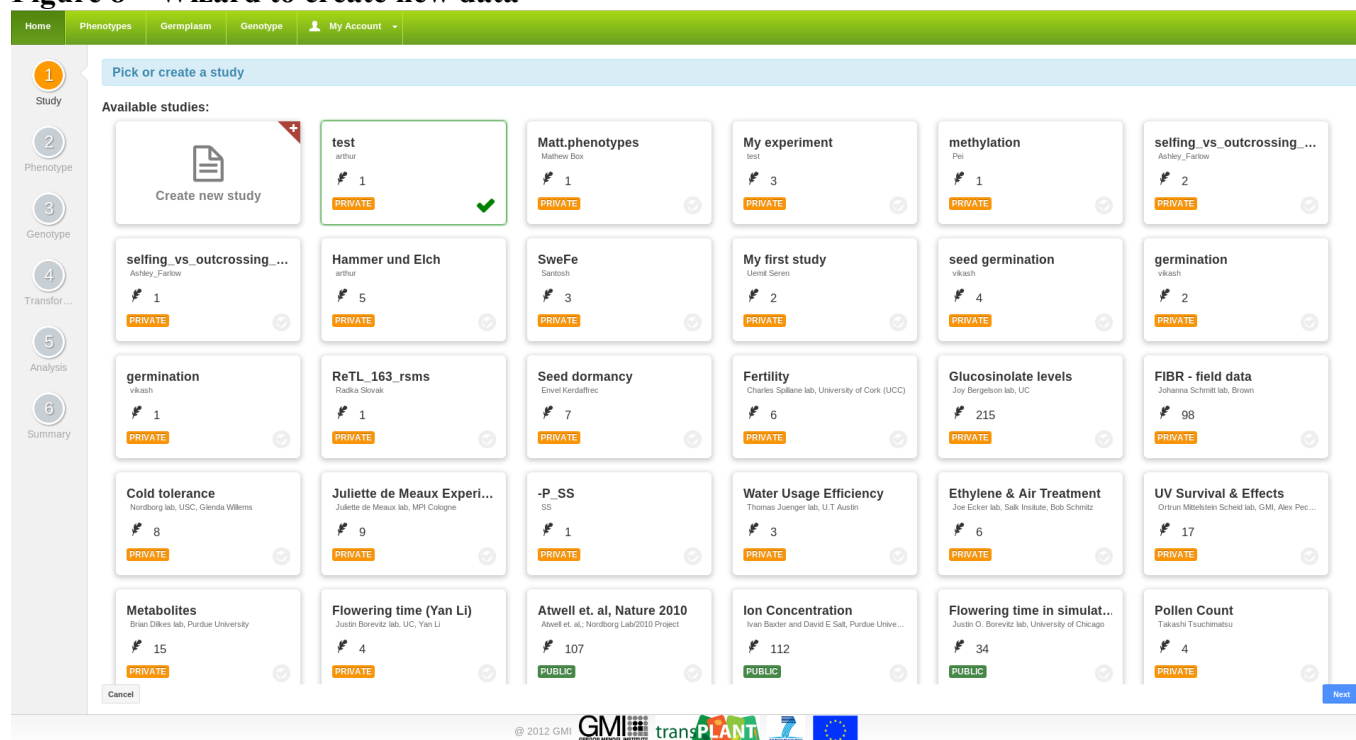 Figure 8 – Wizard to create new data
Home Phenotypes Germplasm Genotype My Account
1
Study
2
Phenotype
3
Genotype
4
Transfor...
5
Analysis
6
Summary
Pick or create a study
Available studies:
Create new study
test
arthur
1
PRIVATE
Matt.phenotypes
Mathew Box
1
PRIVATE
My experiment
test
3
PRIVATE
methylation
Pei
1
PRIVATE
selfing_vs_outcrossing_...
Ashley_Farlow
2
PRIVATE
selfing_vs_outcrossing_...
Ashley_Farlow
1
PRIVATE
Hammer und Elch
arthur
5
PRIVATE
SweFe
Santosh
3
PRIVATE
My first study
Uemit Seren
2
PRIVATE
seed germination
vikash
4
PRIVATE
germination
vikash
2
PRIVATE
germination
vikash
1
PRIVATE
ReTL_163_rsms
Radka Slovak
1
PRIVATE
Seed dormancy
Envel Kerdaffrec
7
PRIVATE
Fertility
Charles Spillane lab, University of Cork (UCC)
6
PRIVATE
Glucosinolate levels
Joy Bergelson lab, UC
215
PRIVATE
FIBR - field data
Johanna Schmitt lab, Brown
98
PRIVATE
Cold tolerance
Nordborg lab, USC, Glenda Willems
8
PRIVATE
Juliette de Meaux Experi...
Juliette de Meaux lab, MPI Cologne
9
PRIVATE
-P_SS
SS
1
PRIVATE
Water Usage Efficiency
Thomas Juenger lab, U.T Austin
3
PRIVATE
Ethylene & Air Treatment
Joe Ecker lab, Salk Insitute, Bob Schmitz
6
PRIVATE
UV Survival & Effects
Ortrun Mittelstein Scheid lab, GMI, Alex Pec...
17
PRIVATE
Metabolites
Brian Dilkes lab, Purdue University
15
PRIVATE
Flowering time (Yan Li)
Justin Borevitz lab, UC, Yan Li
4
PRIVATE
Atwell et. al, Nature 2010
Atwell et. al,; Nordborg Lab/2010 Project
107
PUBLIC
Ion Concentration
Ivan Baxter and David E Salt, Purdue Unive...
112
PUBLIC
Flowering time in simulat...
Justin O. Borevitz lab, University of Chicago
34
PUBLIC
Pollen Count
Takashi Tsuchimatsu
4
PRIVATE
Cancel
Next
@ 2012 GMI GMI transPLANT 7